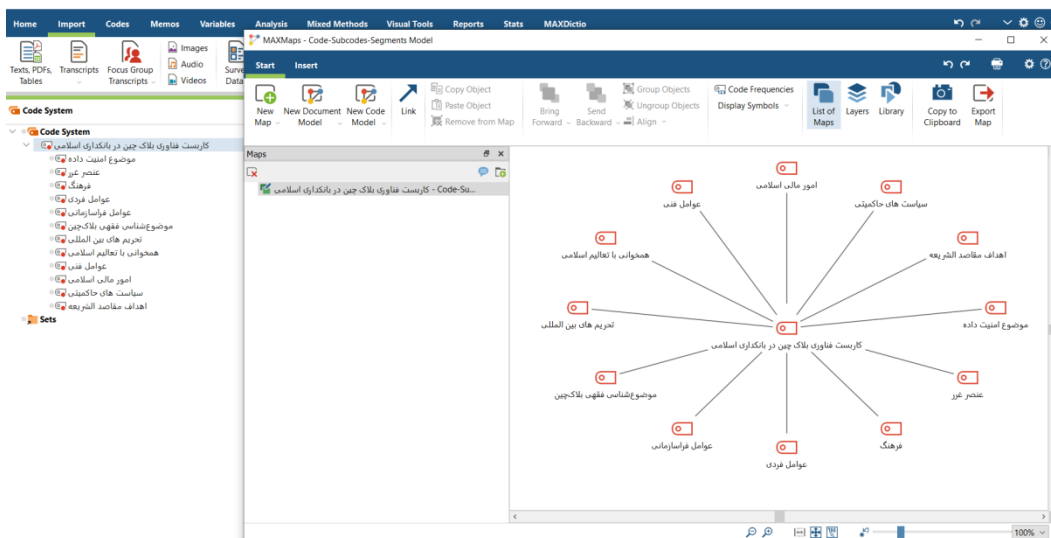 Home Import Codes Memos Variables Analysis Mixed Methods Visual Tools Reports Stats MAXDictio
Texts, PDFs, Tables
Transcripts
Focus Group Transcripts
Images
Audio
Videos
Code System
Code System
کاربست فناوری بلاک چین در بانکداری اسلامی
موضوع امنیت داده
عنصر غرر
فرهنگ
عوامل فردی
عوامل فراسازمانی
موضوع‌شناسی فقهی بلاک‌چین
تحریم های بین المللی
همخوانی با تعالیم اسلامی
عوامل فنی
امور مالی اسلامی
سیاست های حاکمیتی
اهداف مقاصد الشریعه
Sets
MAXMaps - Code-Subcodes-Segments Model
Start Insert
New Map
New Document Model
New Code Model
Link
Copy Object
Paste Object
Remove from Map
Bring Forward
Send Backward
Group Objects
Ungroup Objects
Align
Code Frequencies
Display Symbols
List of Maps
Layers
Library
Copy to Clipboard
Export Map
Maps
کاربست فناوری بلاک چین در بانکداری اسلامی - Code-Su...
امور مالی اسلامی
عوامل فنی
سیاست های حاکمیتی
همخوانی با تعالیم اسلامی
اهداف مقاصد الشریعه
تحریم های بین المللی
موضوع امنیت داده
کاربست فناوری بلاک چین در بانکداری اسلامی
موضوع‌شناسی فقهی بلاک‌چین
عنصر غرر
عوامل فراسازمانی
فرهنگ
عوامل فردی
100%